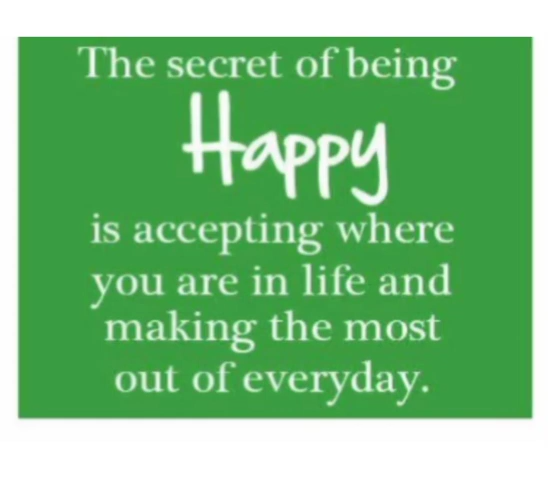 The secret of being
Happy
is accepting where
you are in life and
making the most
out of everyday.